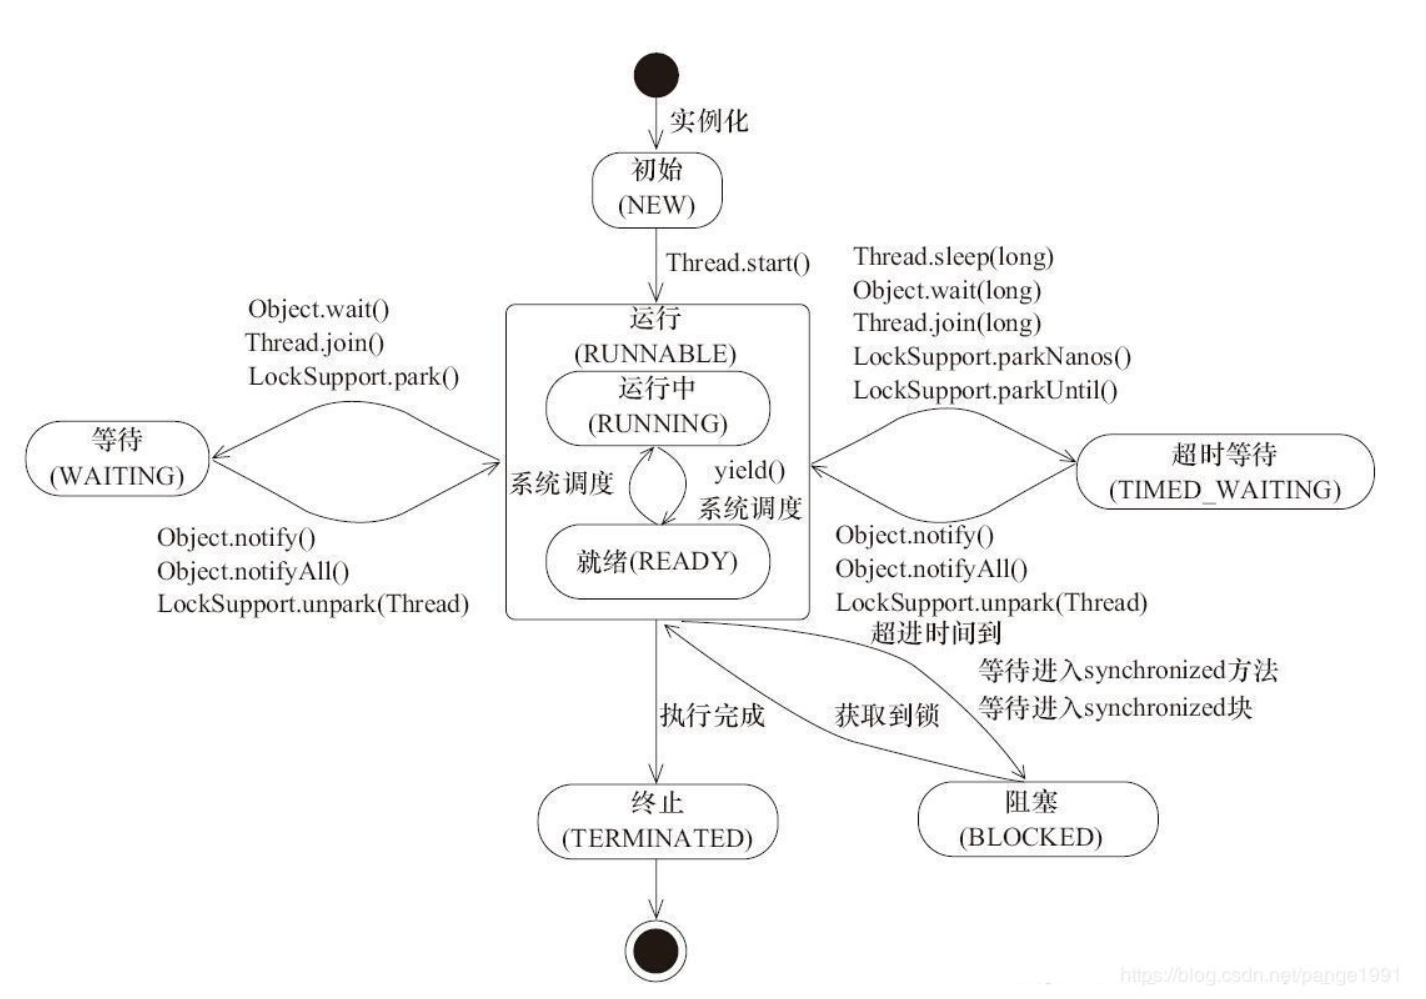 实例化
初始
(NEW)
Thread.start()
Object.wait()
Thread.join()
LockSupport.park()
Thread.sleep(long)
Object.wait(long)
Thread.join(long)
LockSupport.parkNanos()
LockSupport.parkUntil()
运行
(RUNNABLE)
运行中
(RUNNING)
等待
(WAITING)
超时等待
(TIMED_WAITING)
系统调度
yield()
系统调度
就绪(READY)
Object.notify()
Object.notifyAll()
LockSupport.unpark(Thread)
Object.notify()
Object.notifyAll()
LockSupport.unpark(Thread)
超进时间到
等待进入synchronized方法
等待进入synchronized块
获取到锁
执行完成
终止
(TERMINATED)
阻塞
(BLOCKED)
https://blog.csdn.net/pange1991